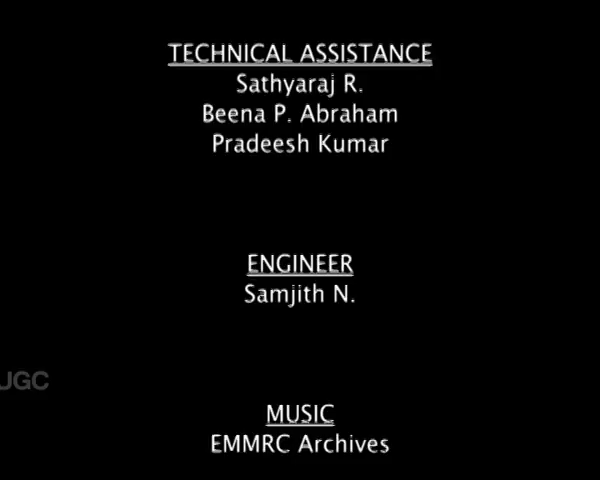 TECHNICAL ASSISTANCE
Sathyaraj R.
Beena P. Abraham
Pradeesh Kumar
ENGINEER
Samjith N.
UGC
MUSIC
EMMRC Archives